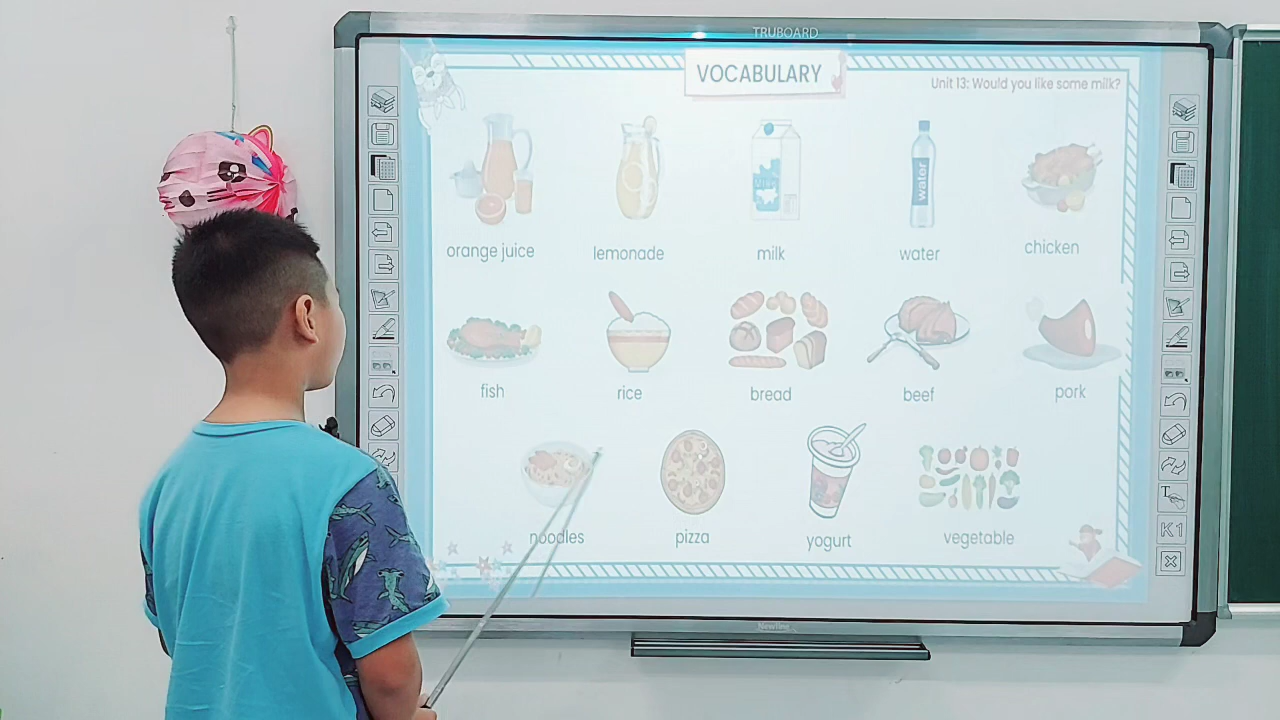 TRUBOARD
VOCABULARY
Unit 13: Would you like some milk?
water
orange juice
lemonade
milk
water
chicken
fish
rice
bread
beef
pork
noodles
pizza
yogurt
vegetable
K1